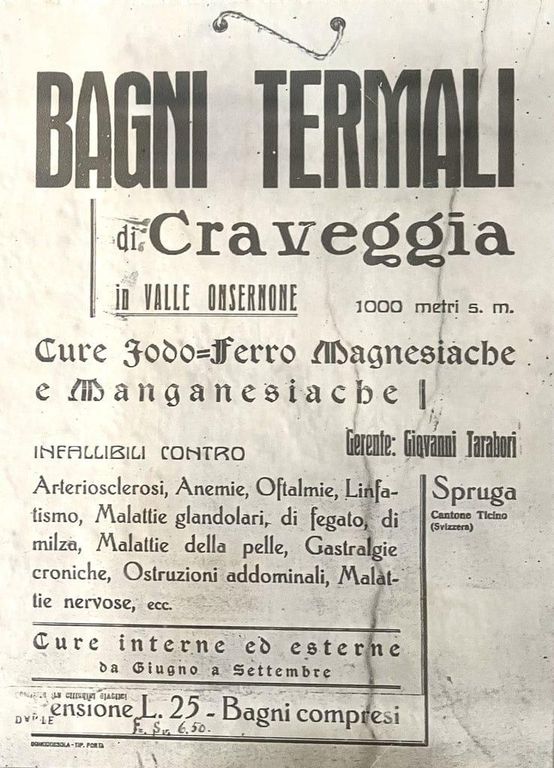 BAGNI TERMALI
di Craveggia
in VALLE ONSERNONE
1000 metri s. m.
Cure Jodo=Ferro Magnesiache
e Manganesiache
Gerente: Giovanni Tarabori
INFALLIBILI CONTRO
Arteriosclerosi, Anemie, Oftalmie, Linfa-
tismo, Malattie glandolari, di fegato, di
milza, Malattie della pelle, Gastralgie
croniche, Ostruzioni addominali, Malat-
tie nervose, ecc.
Spruga
Cantone Ticino
(Svizzera)
Cure interne ed esterne
da Giugno a Settembre
ensione L. 25 - Bagni compresi
Fr. Sv. 6.50.-
DOMODOSSOLA - TIP. PORTA